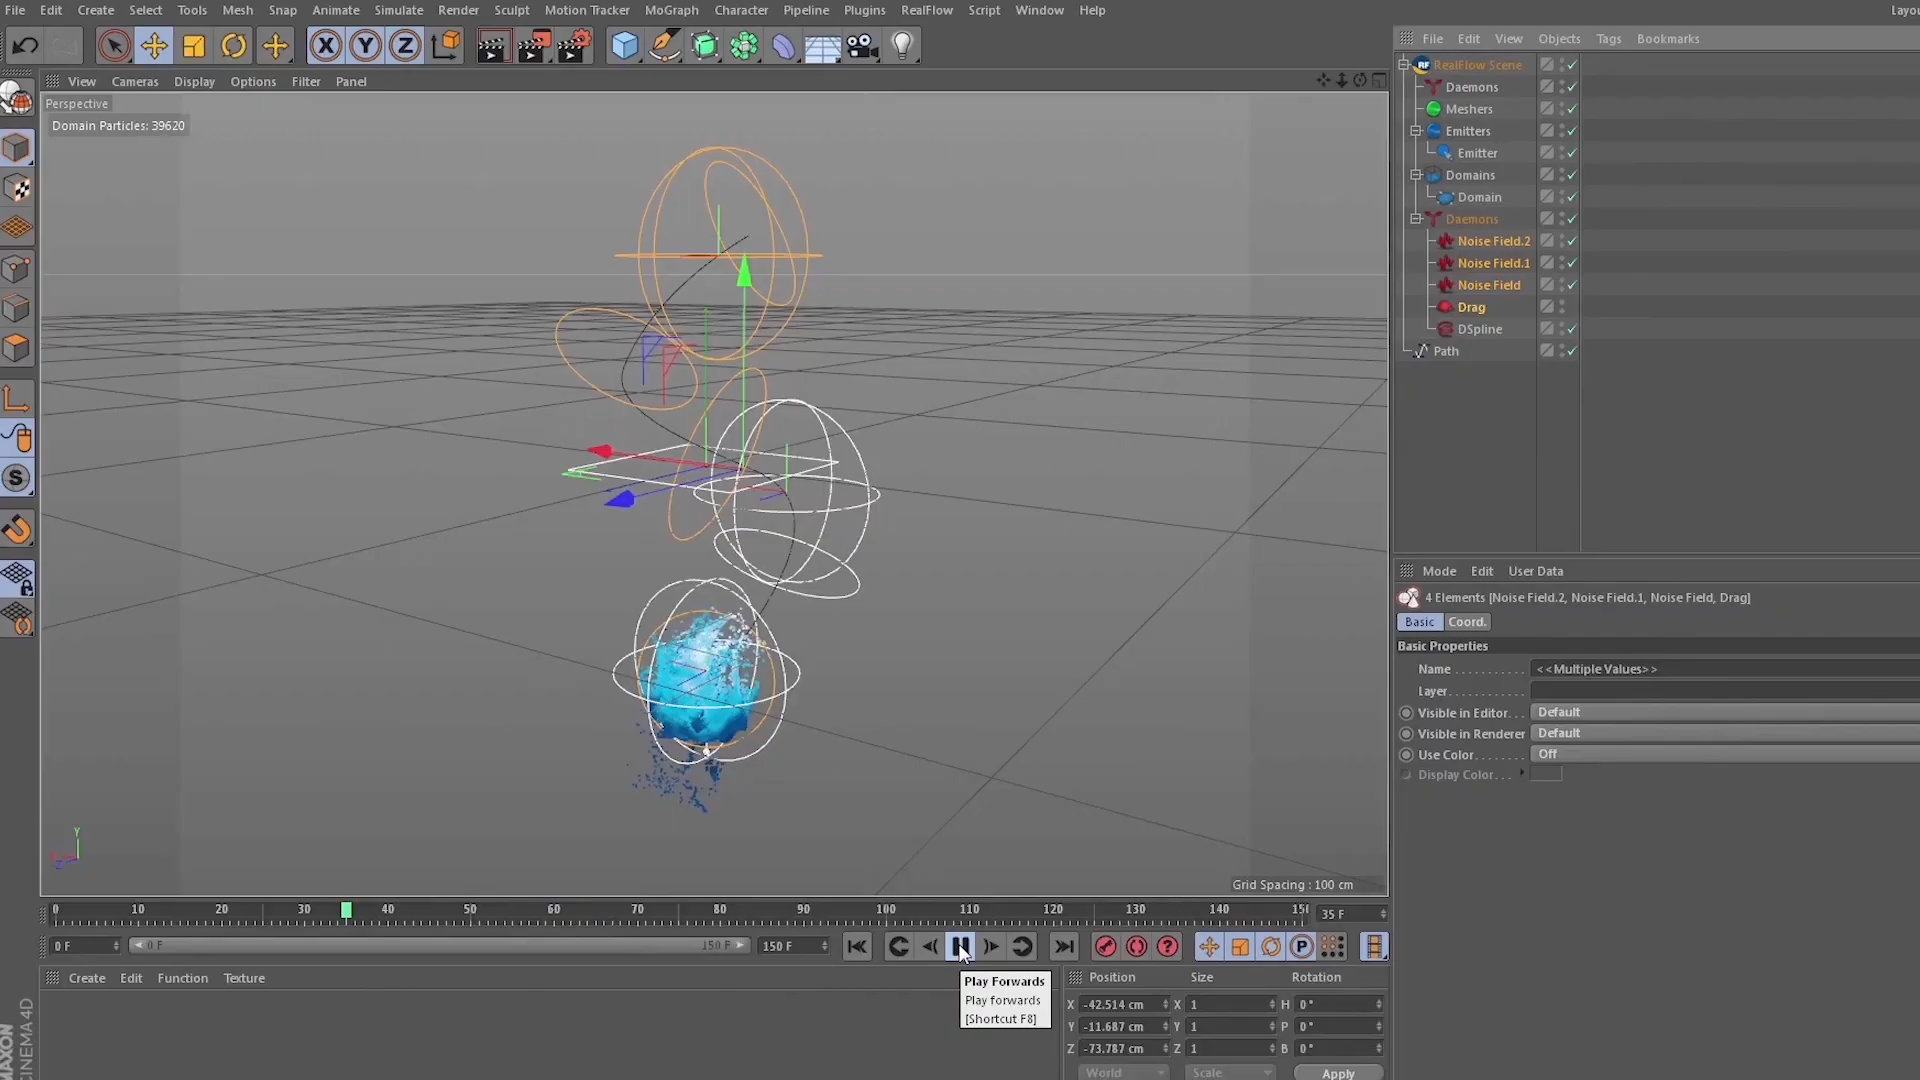 File Edit Create Select Tools Mesh Snap Animate Simulate Render Sculpt Motion Tracker MoGraph Character Pipeline Plugins RealFlow Script Window Help
View Cameras Display Options Filter Panel
Perspective
Domain Particles: 39620
Grid Spacing : 100 cm
File Edit View Objects Tags Bookmarks
RealFlow Scene
Daemons
Meshers
Emitters
Emitter
Domains
Domain
Daemons
Noise Field.2
Noise Field.1
Noise Field
Drag
DSpline
Path
Mode Edit User Data
4 Elements [Noise Field.2, Noise Field.1, Noise Field, Drag]
Basic Coord.
Basic Properties
Name <<Multiple Values>>
Layer
Visible in Editor Default
Visible in Renderer Default
Use Color Off
Display Color
0 10 20 30 40 50 60 70 80 90 100 110 120 130 140 35 F
0 F 0 F 150 F 150 F
Play Forwards
Play forwards
[Shortcut F8]
Create Edit Function Texture
Position Size Rotation
X -42.514 cm X 1 H 0°
Y -11.687 cm Y 1 P 0°
Z -73.787 cm Z 1 B 0°
World Scale Apply
MAXON
CINEMA 4D